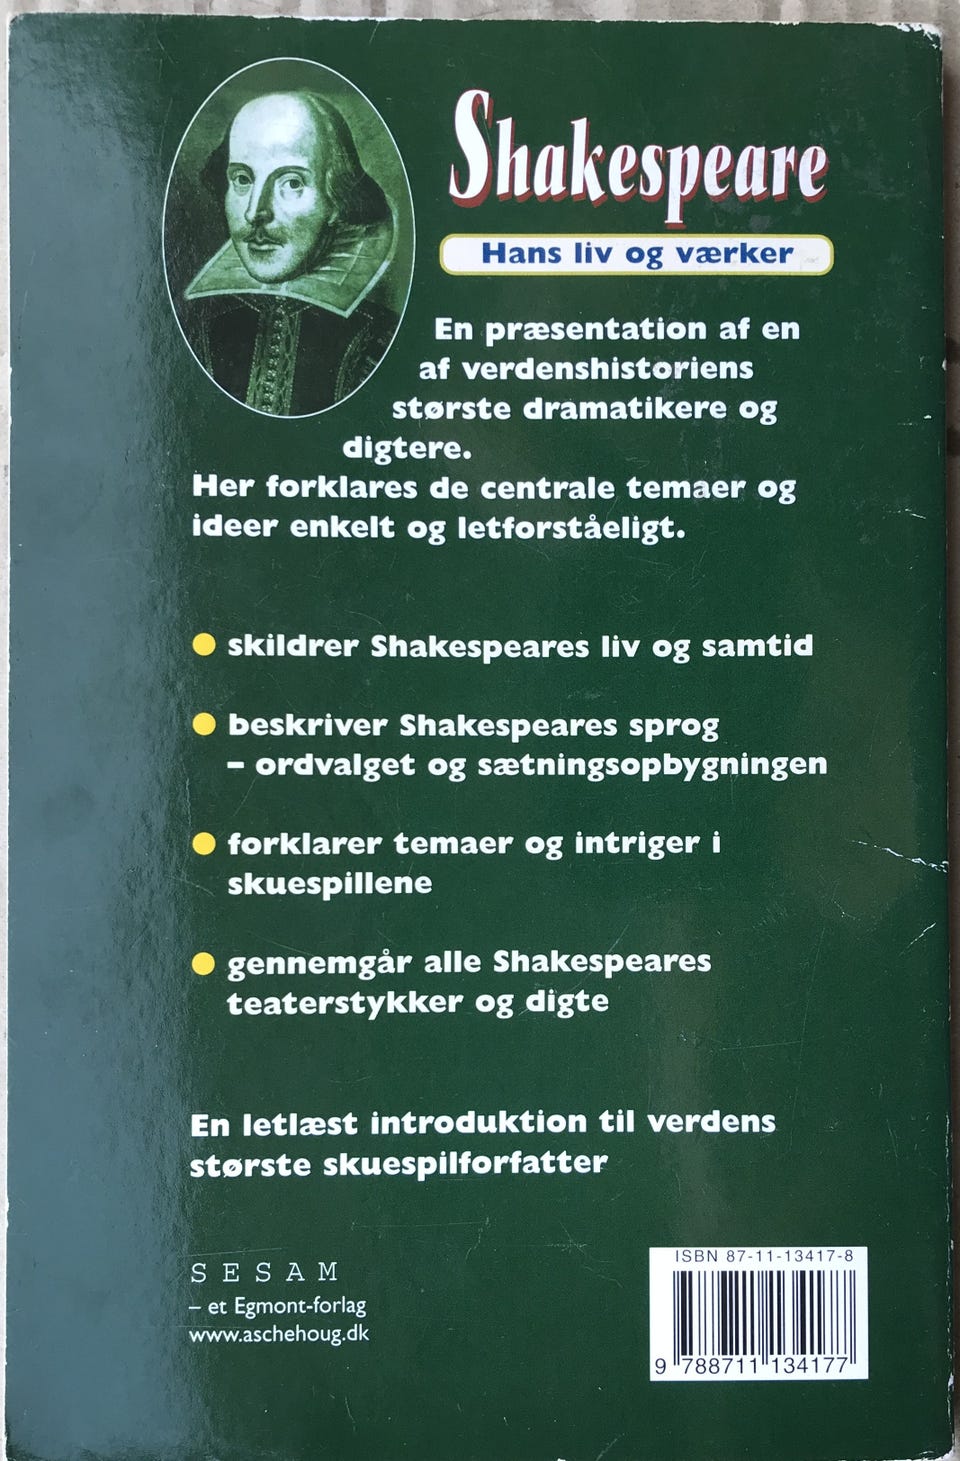 Shakespeare
Hans liv og værker
En præsentation af en
af verdenshistoriens
største dramatikere og
digtere.
Her forklares de centrale temaer og
ideer enkelt og letforståeligt.
● skildrer Shakespeares liv og samtid
● beskriver Shakespeares sprog
– ordvalget og sætningsopbygningen
● forklarer temaer og intriger i
skuespillene
● gennemgår alle Shakespeares
teaterstykker og digte
En letlæst introduktion til verdens
største skuespilforfatter
SESAM
– et Egmont-forlag
www.aschehoug.dk
ISBN 87-11-13417-8
9 788711 134177